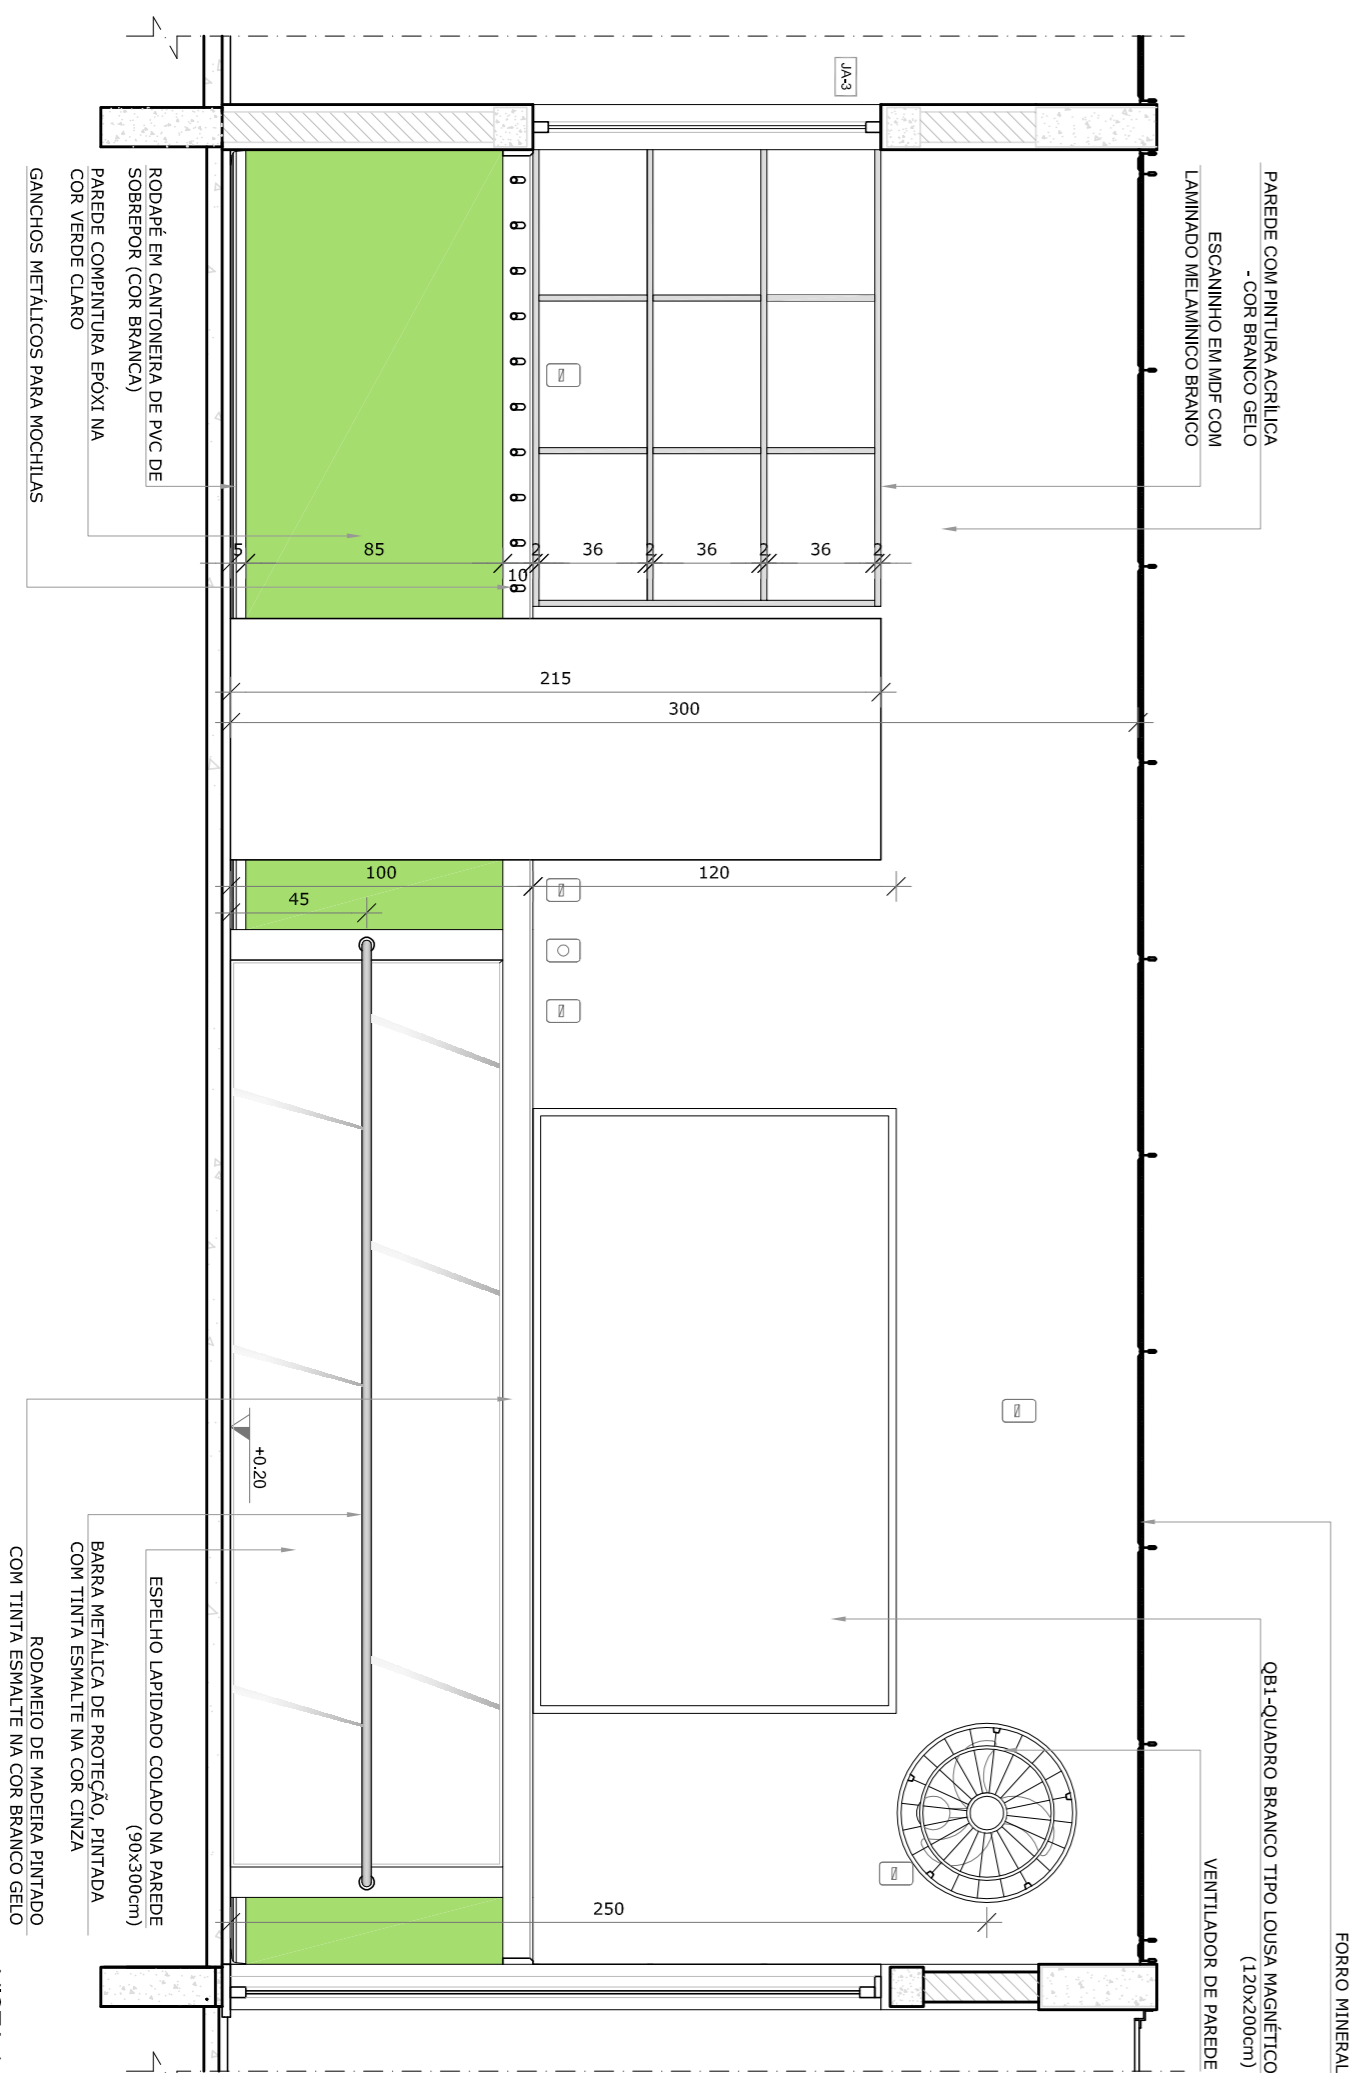 FORRO MINERAL
PAREDE COM PINTURA ACRÍLICA
- COR BRANCO GELO
ESCANINHO EM MDF COM
LAMINADO MELAMÍNICO BRANCO
QB1-QUADRO BRANCO TIPO LOUSA MAGNÉTICO
(120x200cm)
VENTILADOR DE PAREDE
JA-3
2
36
2
36
2
36
2
10
85
5
215
300
120
100
45
250
+0.20
RODAPÉ EM CANTONEIRA DE PVC DE
SOBREPOR (COR BRANCA)
PAREDE COMPINTURA EPÓXI NA
COR VERDE CLARO
GANCHOS METÁLICOS PARA MOCHILAS
ESPELHO LAPIDADO COLADO NA PAREDE
(90x300cm)
BARRA METÁLICA DE PROTEÇÃO, PINTADA
COM TINTA ESMALTE NA COR CINZA
RODAMEIO DE MADEIRA PINTADO
COM TINTA ESMALTE NA COR BRANCO GELO